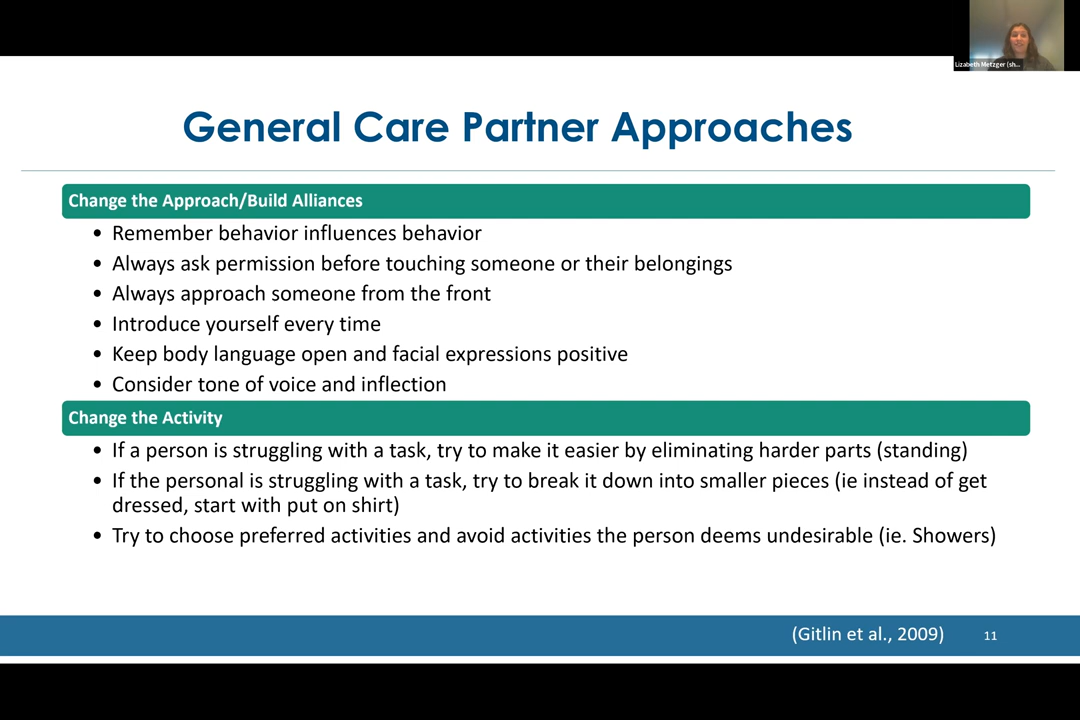 Lizabeth Metzger (sh...
General Care Partner Approaches
Change the Approach/Build Alliances
• Remember behavior influences behavior
• Always ask permission before touching someone or their belongings
• Always approach someone from the front
• Introduce yourself every time
• Keep body language open and facial expressions positive
• Consider tone of voice and inflection
Change the Activity
• If a person is struggling with a task, try to make it easier by eliminating harder parts (standing)
• If the personal is struggling with a task, try to break it down into smaller pieces (ie instead of get
dressed, start with put on shirt)
• Try to choose preferred activities and avoid activities the person deems undesirable (ie. Showers)
(Gitlin et al., 2009)
11